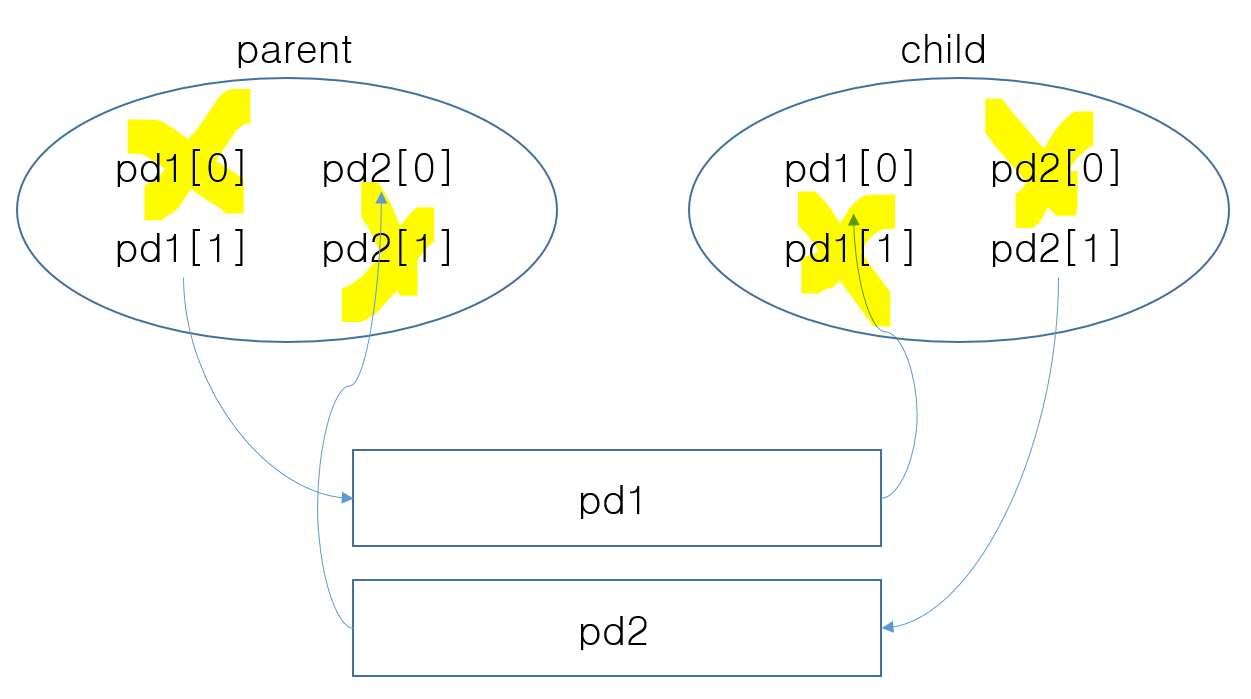 parent
child
pd1[0] pd2[0]
pd1[1] pd2[1]
pd1[0] pd2[0]
pd1[1] pd2[1]
pd1
pd2